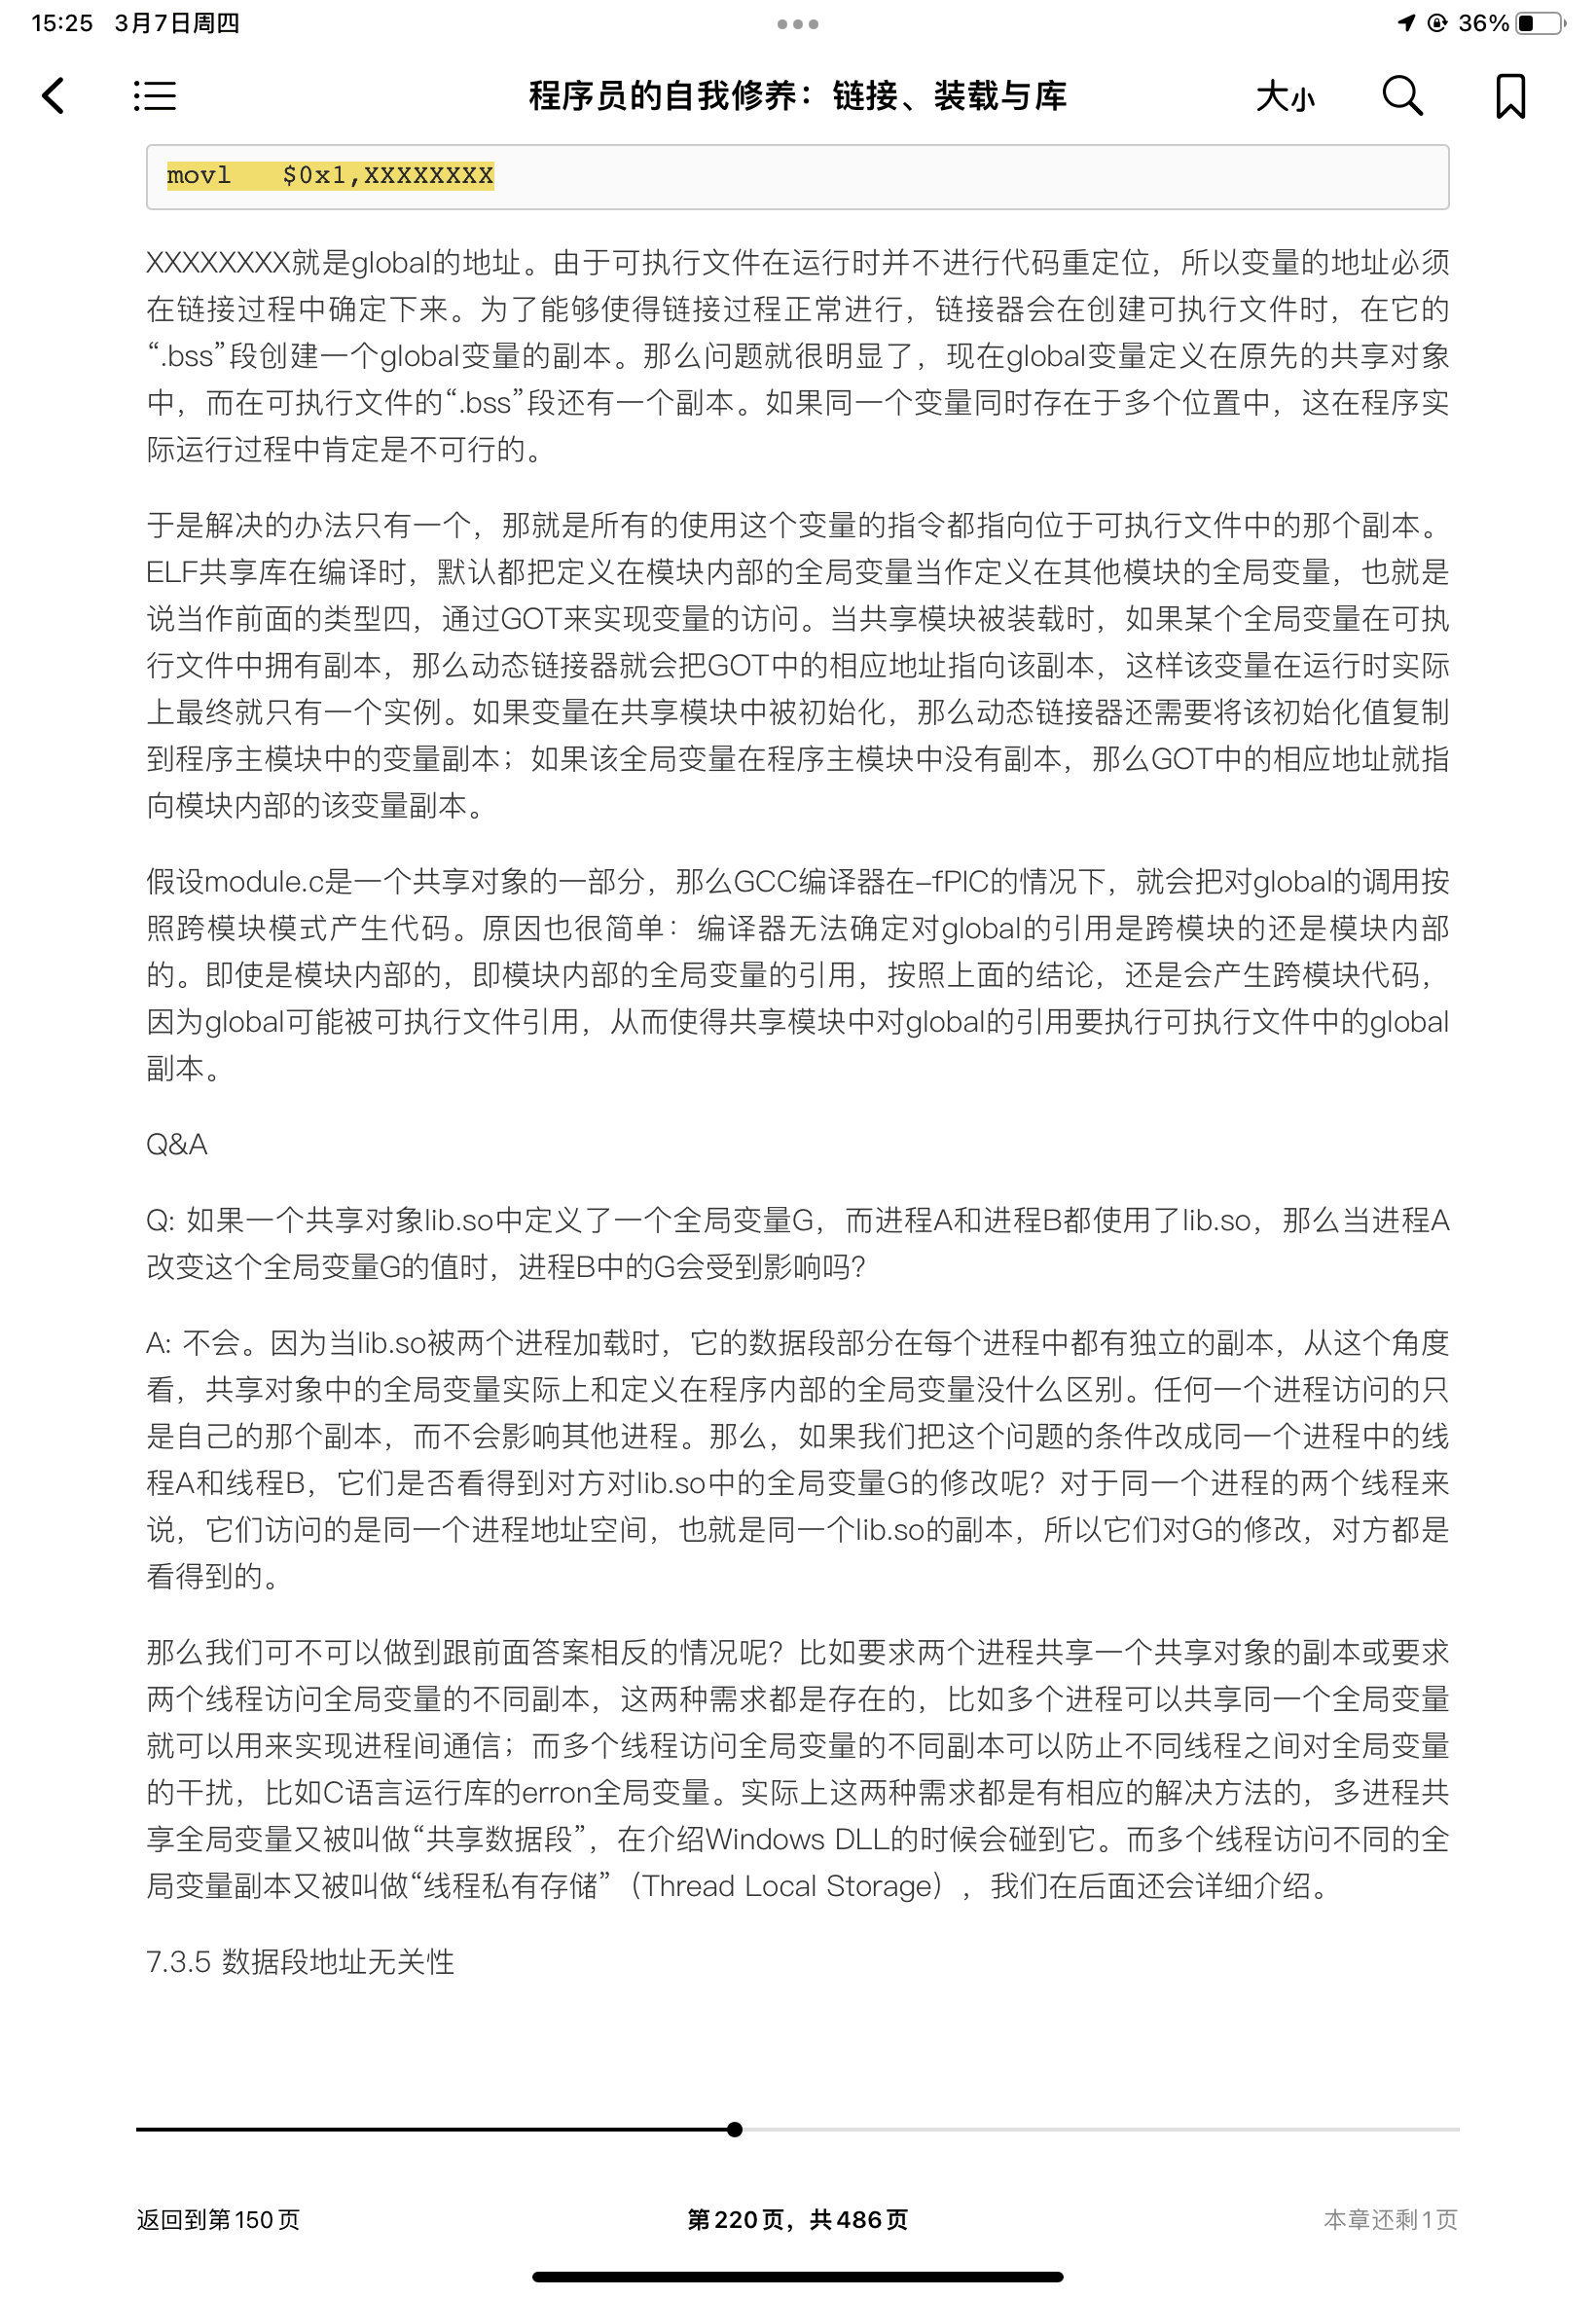 15:25 3月7日周四
36%
程序员的自我修养：链接、装载与库
大小
movl $0x1,XXXXXXXX
XXXXXXXX就是global的地址。由于可执行文件在运行时并不进行代码重定位，所以变量的地址必须
在链接过程中确定下来。为了能够使得链接过程正常进行，链接器会在创建可执行文件时，在它的
“.bss”段创建一个global变量的副本。那么问题就很明显了，现在global变量定义在原先的共享对象
中，而在可执行文件的“.bss”段还有一个副本。如果同一个变量同时存在于多个位置中，这在程序实
际运行过程中肯定是不可行的。
于是解决的办法只有一个，那就是所有的使用这个变量的指令都指向位于可执行文件中的那个副本。
ELF共享库在编译时，默认都把定义在模块内部的全局变量当作定义在其他模块的全局变量，也就是
说当作前面的类型四，通过GOT来实现变量的访问。当共享模块被装载时，如果某个全局变量在可执
行文件中拥有副本，那么动态链接器就会把GOT中的相应地址指向该副本，这样该变量在运行时实际
上最终就只有一个实例。如果变量在共享模块中被初始化，那么动态链接器还需要将该初始化值复制
到程序主模块中的变量副本；如果该全局变量在程序主模块中没有副本，那么GOT中的相应地址就指
向模块内部的该变量副本。
假设module.c是一个共享对象的一部分，那么GCC编译器在–fPIC的情况下，就会把对global的调用按
照跨模块模式产生代码。原因也很简单：编译器无法确定对global的引用是跨模块的还是模块内部
的。即使是模块内部的，即模块内部的全局变量的引用，按照上面的结论，还是会产生跨模块代码，
因为global可能被可执行文件引用，从而使得共享模块中对global的引用要执行可执行文件中的global
副本。
Q&A
Q: 如果一个共享对象lib.so中定义了一个全局变量G，而进程A和进程B都使用了lib.so，那么当进程A
改变这个全局变量G的值时，进程B中的G会受到影响吗？
A: 不会。因为当lib.so被两个进程加载时，它的数据段部分在每个进程中都有独立的副本，从这个角度
看，共享对象中的全局变量实际上和定义在程序内部的全局变量没什么区别。任何一个进程访问的只
是自己的那个副本，而不会影响其他进程。那么，如果我们把这个问题的条件改成同一个进程中的线
程A和线程B，它们是否看得到对方对lib.so中的全局变量G的修改呢？对于同一个进程的两个线程来
说，它们访问的是同一个进程地址空间，也就是同一个lib.so的副本，所以它们对G的修改，对方都是
看得到的。
那么我们可不可以做到跟前面答案相反的情况呢？比如要求两个进程共享一个共享对象的副本或要求
两个线程访问全局变量的不同副本，这两种需求都是存在的，比如多个进程可以共享同一个全局变量
就可以用来实现进程间通信；而多个线程访问全局变量的不同副本可以防止不同线程之间对全局变量
的干扰，比如C语言运行库的erron全局变量。实际上这两种需求都是有相应的解决方法的，多进程共
享全局变量又被叫做“共享数据段”，在介绍Windows DLL的时候会碰到它。而多个线程访问不同的全
局变量副本又被叫做“线程私有存储”（Thread Local Storage），我们在后面还会详细介绍。
7.3.5 数据段地址无关性
返回到第150页
第220页，共486页
本章还剩1页